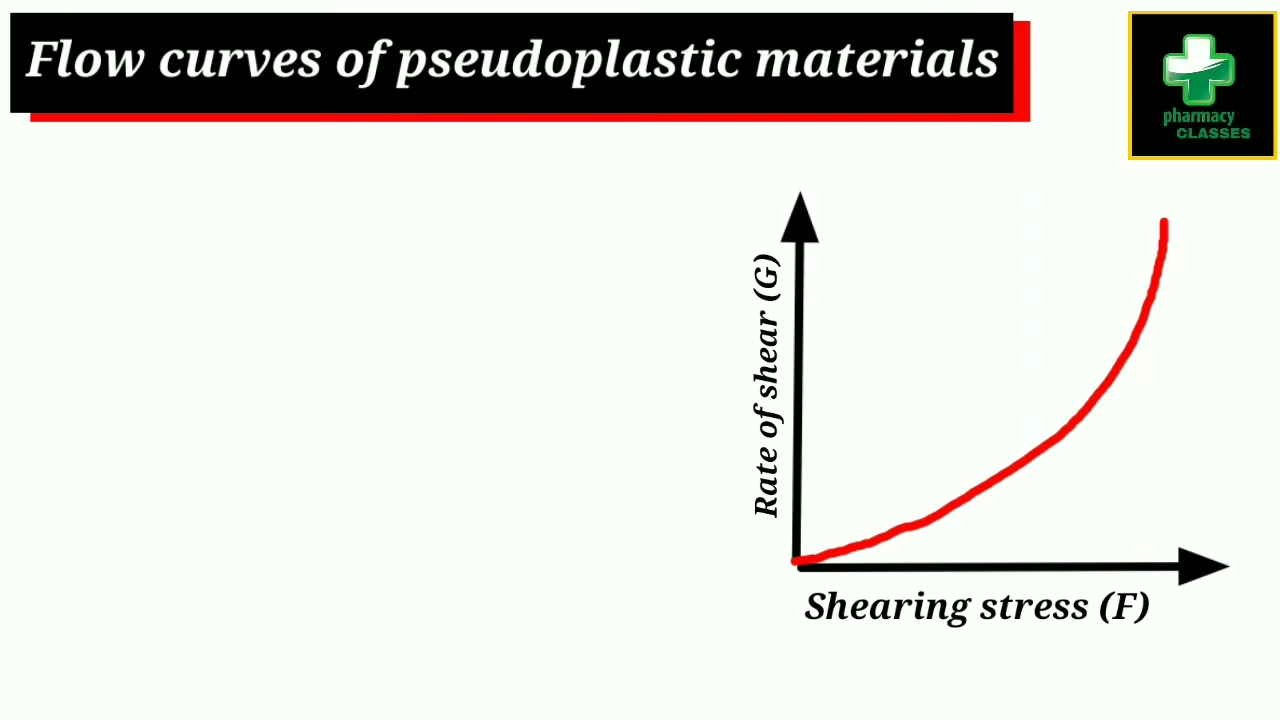 Flow curves of pseudoplastic materials
pharmacy
CLASSES
Rate of shear (G)
Shearing stress (F)